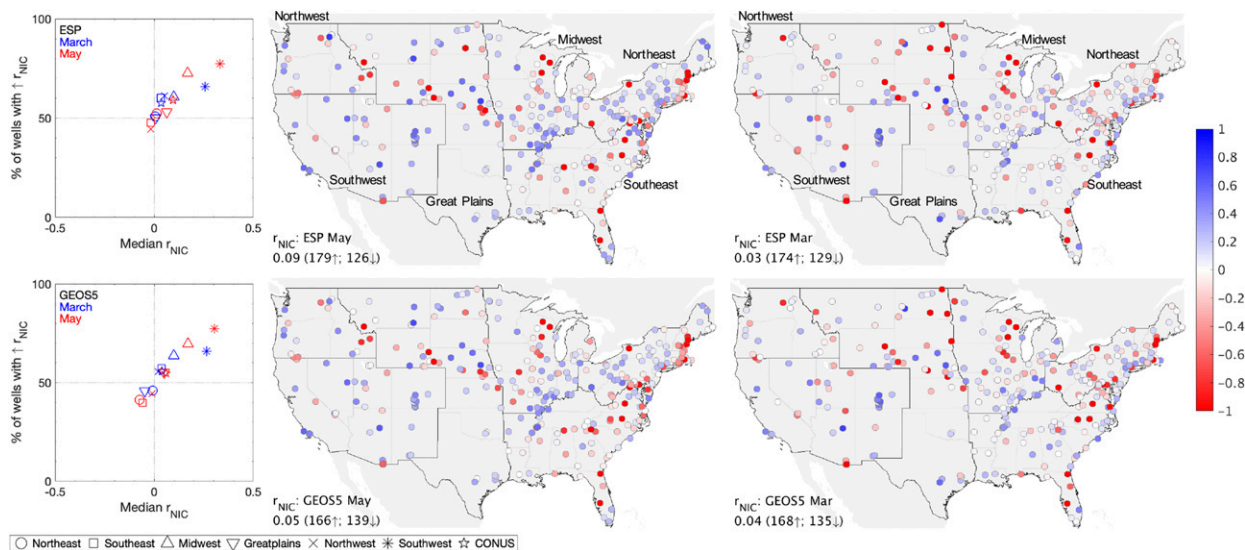 100
ESP
March
May
% of wells with ↑ r_NIC
50
0
-0.5
0
0.5
Median r_NIC
Northwest
Midwest
Northeast
Southwest
Southeast
Great Plains
r_NIC: ESP May
0.09 (179↑; 126↓)
Northwest
Midwest
Northeast
Southwest
Southeast
Great Plains
r_NIC: ESP Mar
0.03 (174↑; 129↓)
100
GEOS5
March
May
% of wells with ↑ r_NIC
50
0
-0.5
0
0.5
Median r_NIC
r_NIC: GEOS5 May
0.05 (166↑; 139↓)
r_NIC: GEOS5 Mar
0.04 (168↑; 135↓)
1
0.8
0.6
0.4
0.2
0
-0.2
-0.4
-0.6
-0.8
-1
Northeast Southeast Midwest Greatplains Northwest Southwest CONUS